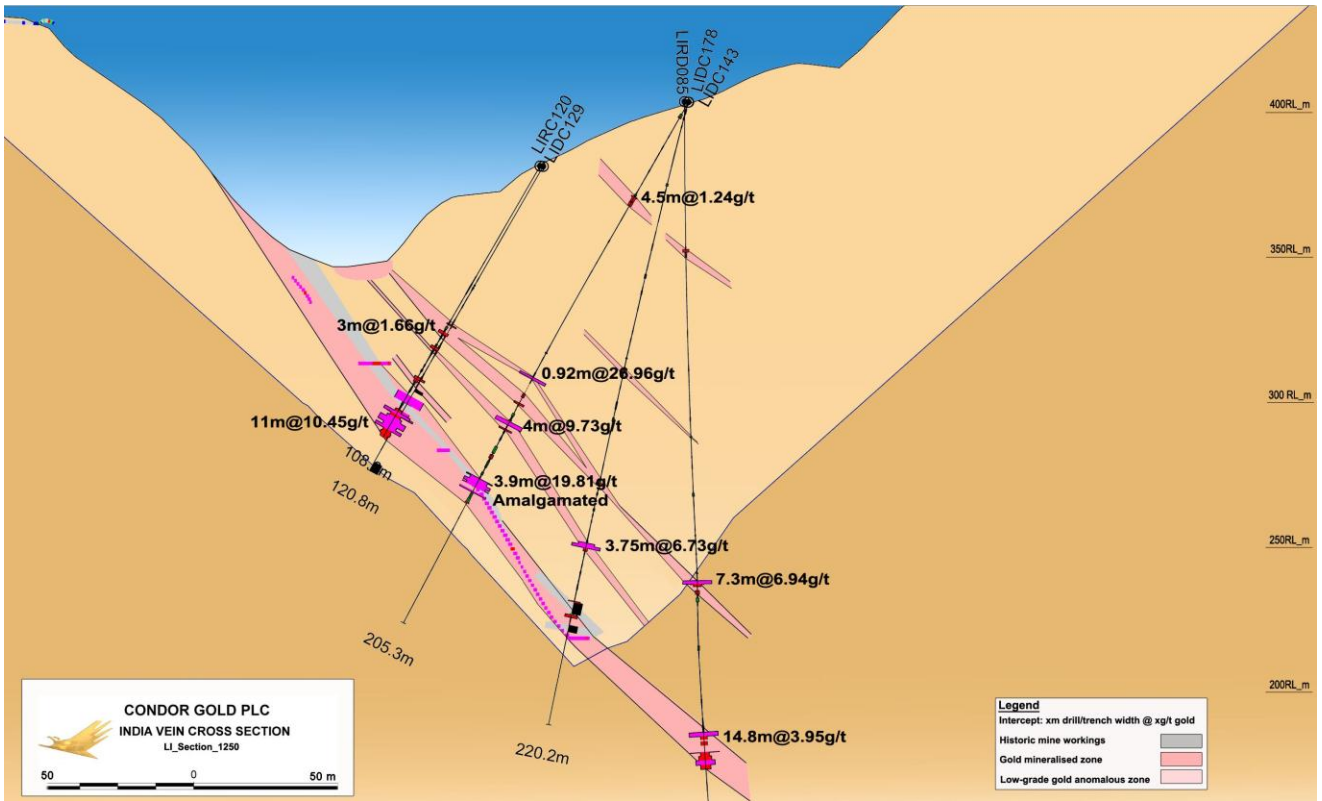 LIRC120
LIDC129
LIRD085
LIDC178
LIDC143
400RL_m
4.5m@1.24g/t
350RL_m
3m@1.66g/t
0.92m@26.96g/t
300 RL_m
11m@10.45g/t
4m@9.73g/t
120.8m
3.9m@19.81g/t
Amalgamated
3.75m@6.73g/t
250RL_m
7.3m@6.94g/t
205.3m
200RL_m
14.8m@3.95g/t
220.2m
CONDOR GOLD PLC
INDIA VEIN CROSS SECTION
LI_Section_1250
50 0 50 m
Legend
Intercept: xm drill/trench width @ xg/t gold
Historic mine workings
Gold mineralised zone
Low-grade gold anomalous zone